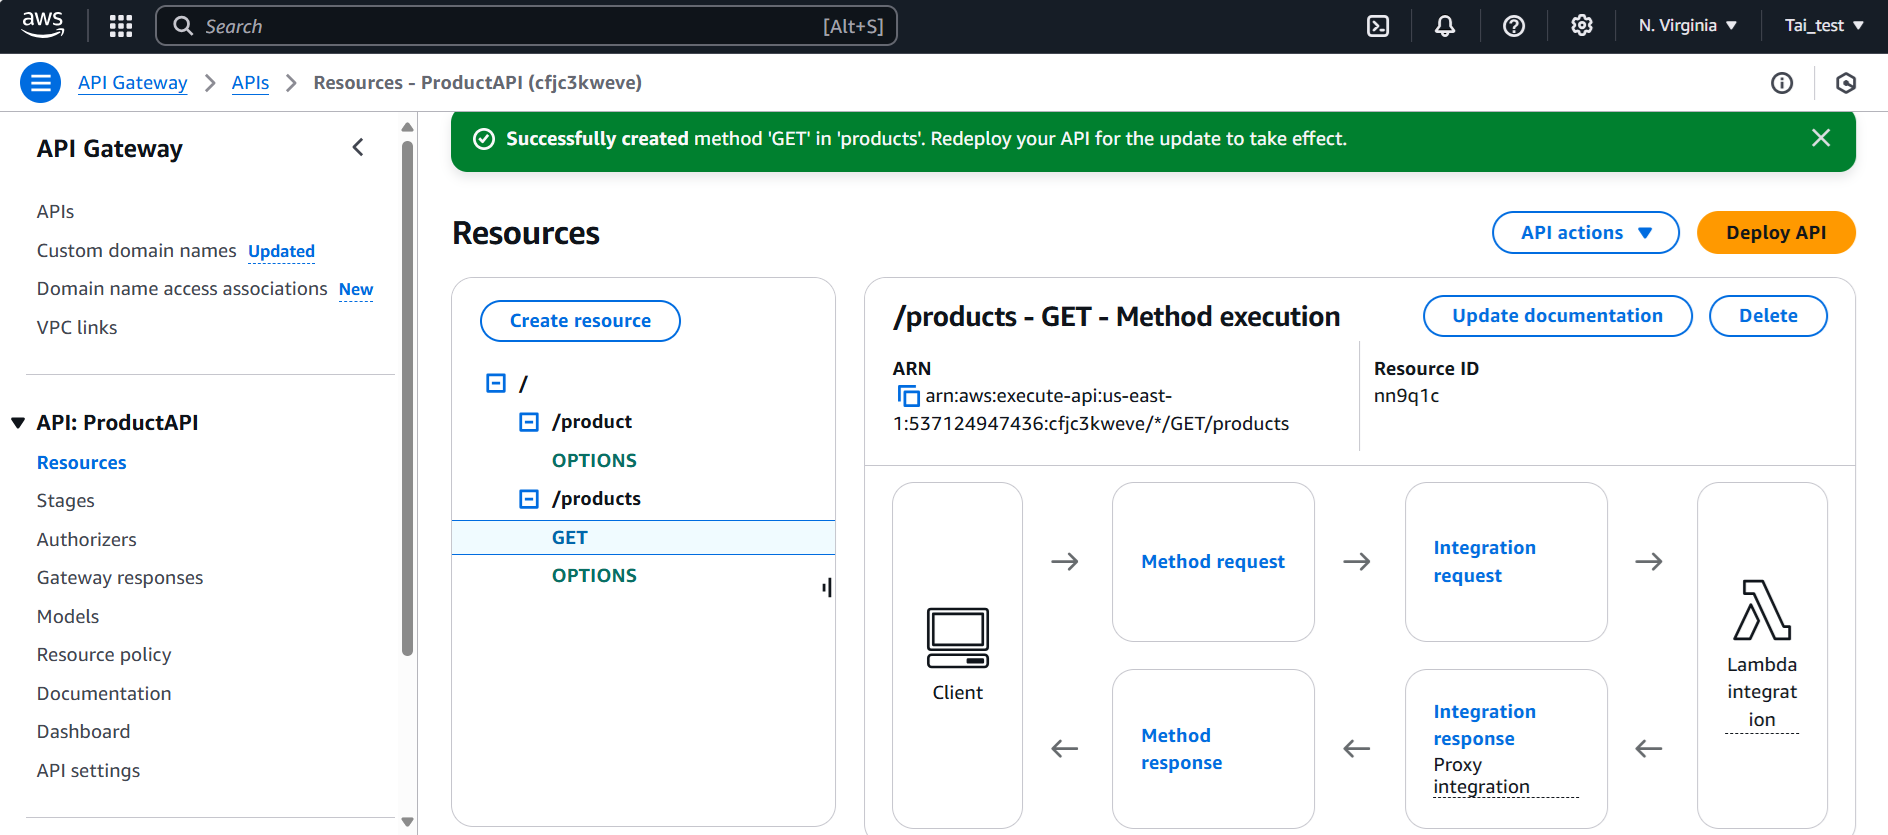 aws
Search
[Alt+S]
N. Virginia
Tai_test
API Gateway
APIs
Resources - ProductAPI (cfjc3kweve)
API Gateway
APIs
Custom domain names Updated
Domain name access associations New
VPC links
API: ProductAPI
Resources
Stages
Authorizers
Gateway responses
Models
Resource policy
Documentation
Dashboard
API settings
Successfully created method 'GET' in 'products'. Redeploy your API for the update to take effect.
Resources
API actions
Deploy API
Create resource
/
/product
OPTIONS
/products
GET
OPTIONS
/products - GET - Method execution
Update documentation
Delete
ARN
arn:aws:execute-api:us-east-
1:537124947436:cfjc3kweve/*/GET/products
Resource ID
nn9q1c
Client
Method request
Integration
request
Lambda
integrat
ion
Method
response
Integration
response
Proxy
integration